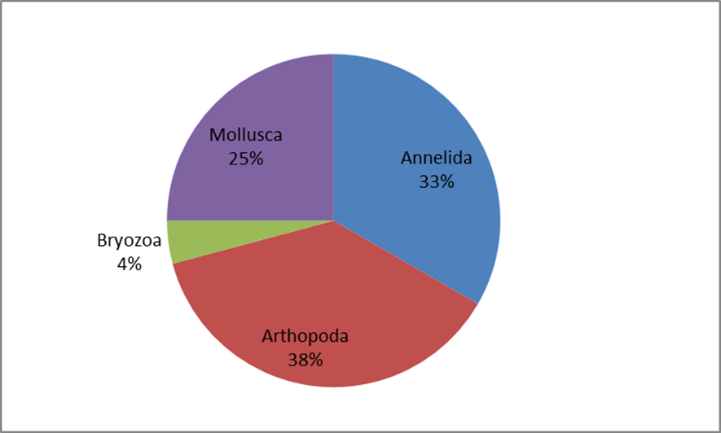 Mollusca
25%
Annelida
33%
Bryozoa
4%
Arthopoda
38%